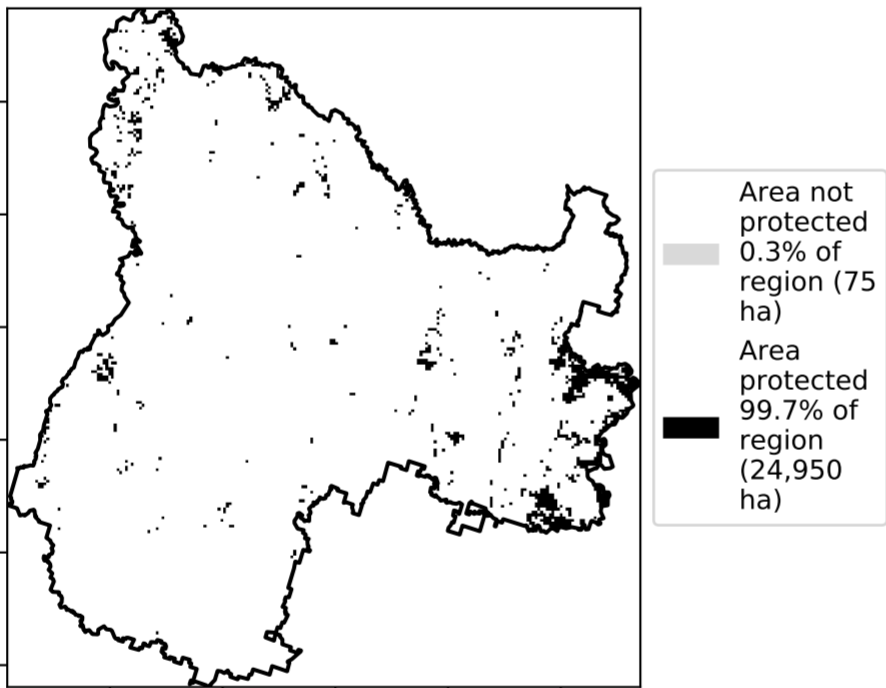 Area not
protected
0.3% of
region (75
ha)
Area
protected
99.7% of
region
(24,950
ha)